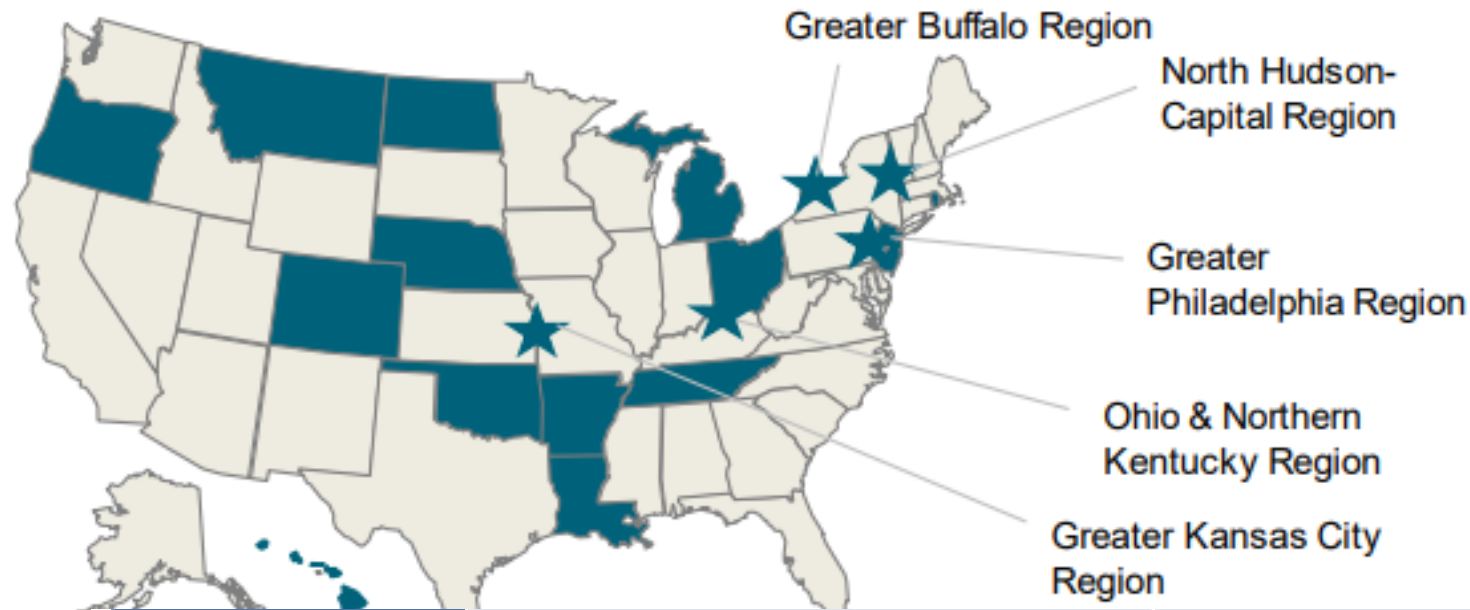 Greater Buffalo Region
North Hudson-
Capital Region
Greater
Philadelphia Region
Ohio & Northern
Kentucky Region
Greater Kansas City
Region